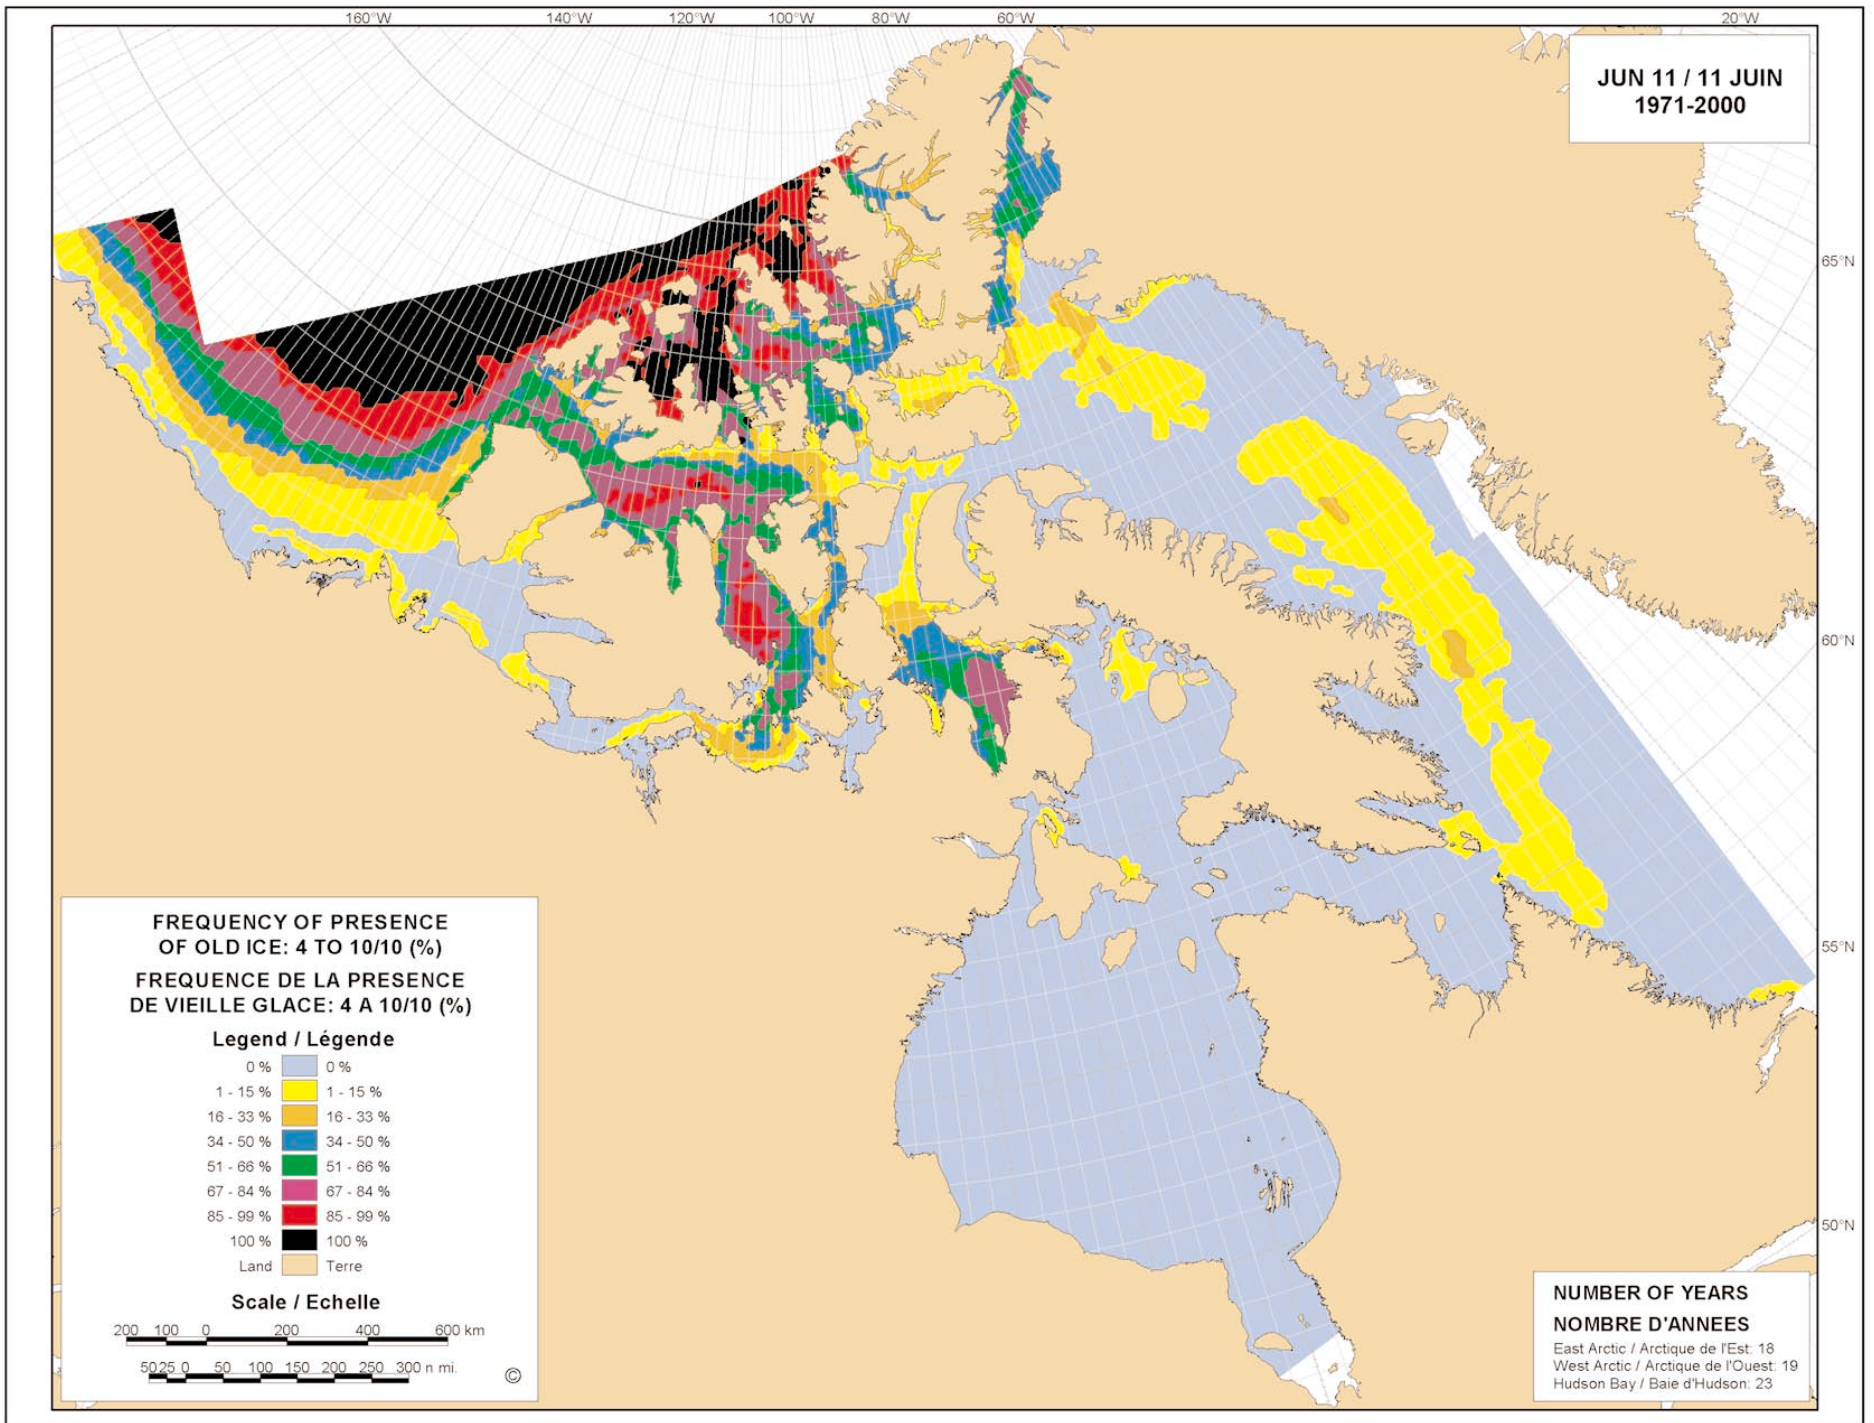 160°W 140°W 120°W 100°W 80°W 60°W 20°W
JUN 11 / 11 JUIN
1971-2000
65°N
60°N
55°N
50°N
FREQUENCY OF PRESENCE
OF OLD ICE: 4 TO 10/10 (%)
FREQUENCE DE LA PRESENCE
DE VIEILLE GLACE: 4 A 10/10 (%)
Legend / Légende
0 % 0 %
1 - 15 % 1 - 15 %
16 - 33 % 16 - 33 %
34 - 50 % 34 - 50 %
51 - 66 % 51 - 66 %
67 - 84 % 67 - 84 %
85 - 99 % 85 - 99 %
100 % 100 %
Land Terre
Scale / Echelle
200 100 0 200 400 600 km
50 25 0 50 100 150 200 250 300 n mi.
©
NUMBER OF YEARS
NOMBRE D'ANNEES
East Arctic / Arctique de l'Est: 18
West Arctic / Arctique de l'Ouest: 19
Hudson Bay / Baie d'Hudson: 23